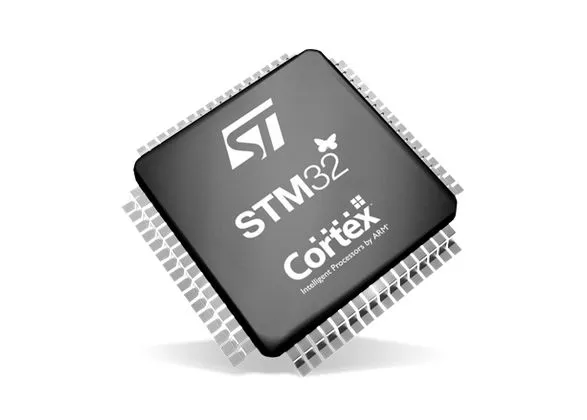 ST
STM32
Cortex
Intelligent Processors by ARM®